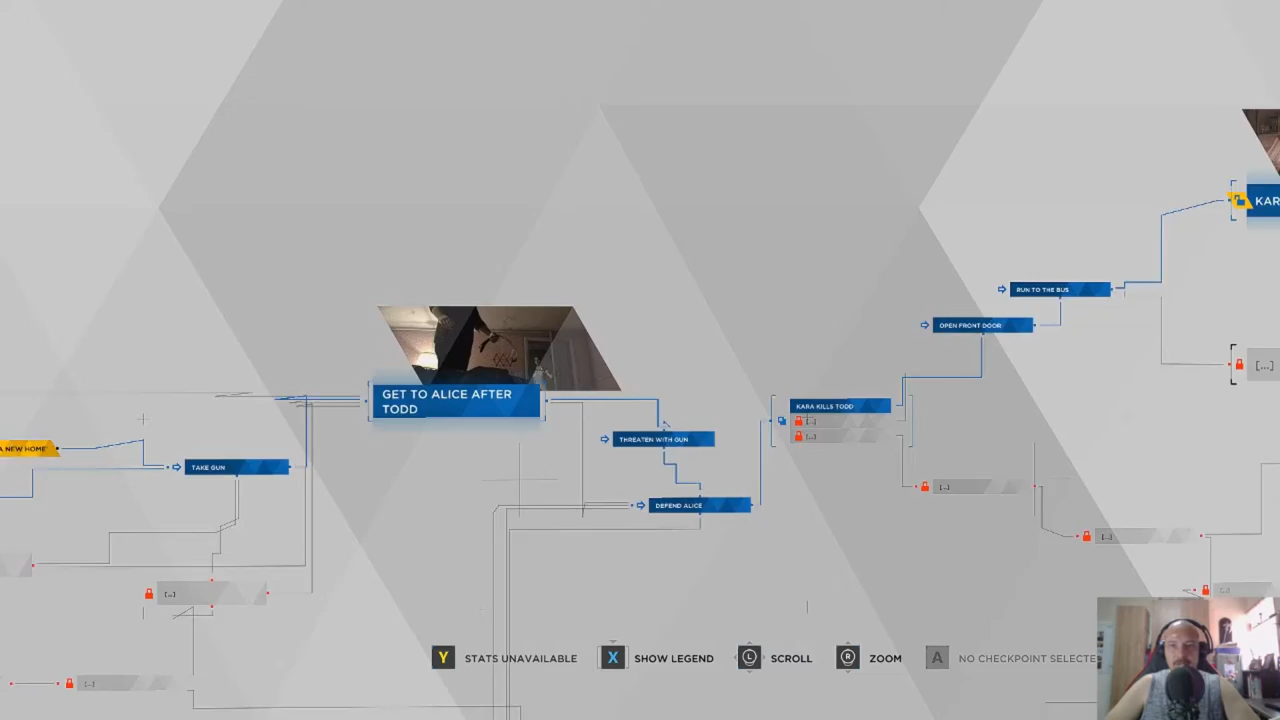 KAR
RUN TO THE BUS
OPEN FRONT DOOR
[...]
GET TO ALICE AFTER
TODD
KARA KILLS TODD
[...]
[...]
THREATEN WITH GUN
A NEW HOME'
TAKE GUN
[...]
DEFEND ALICE
[...]
[...]
[...]
[...]
Y STATS UNAVAILABLE X SHOW LEGEND L SCROLL R ZOOM A NO CHECKPOINT SELECTE